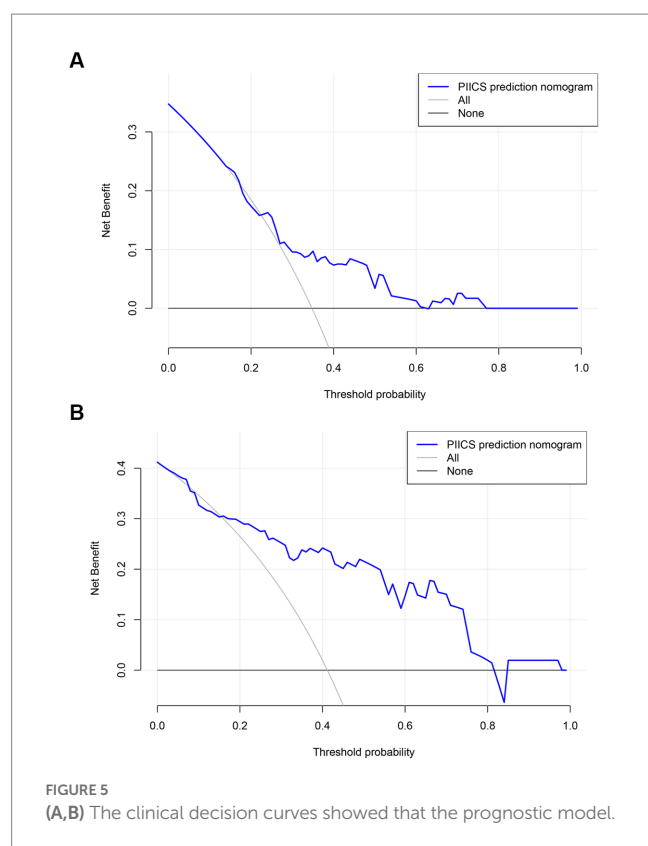 A
PIICS prediction nomogram
All
None
Net Benefit
0.3
0.2
0.1
0.0
0.0 0.2 0.4 0.6 0.8 1.0
Threshold probability
B
PIICS prediction nomogram
All
None
Net Benefit
0.4
0.3
0.2
0.1
0.0
0.0 0.2 0.4 0.6 0.8 1.0
Threshold probability
FIGURE 5
(A,B) The clinical decision curves showed that the prognostic model.